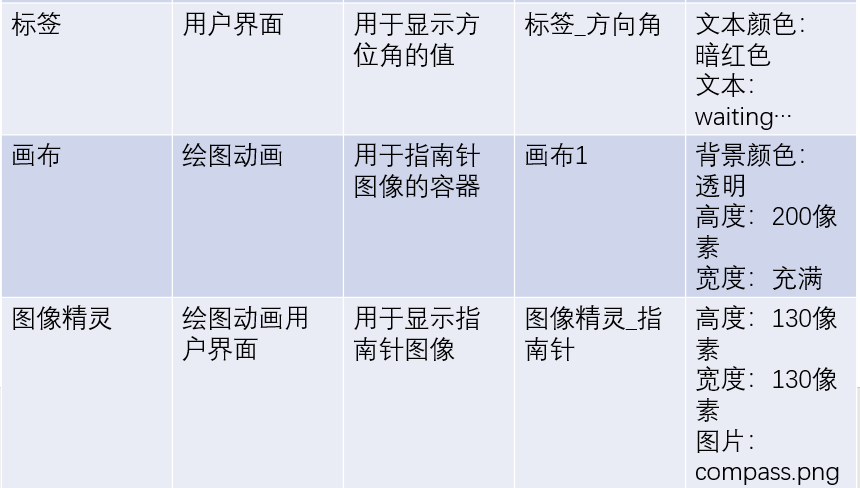 标签
用户界面
用于显示方
位角的值
标签_方向角
文本颜色：
暗红色
文本：
waiting…
画布
绘图动画
用于指南针
图像的容器
画布1
背景颜色：
透明
高度：200像
素
宽度：充满
图像精灵
绘图动画用
户界面
用于显示指
南针图像
图像精灵_指
南针
高度：130像
素
宽度：130像
素
图片：
compass.png